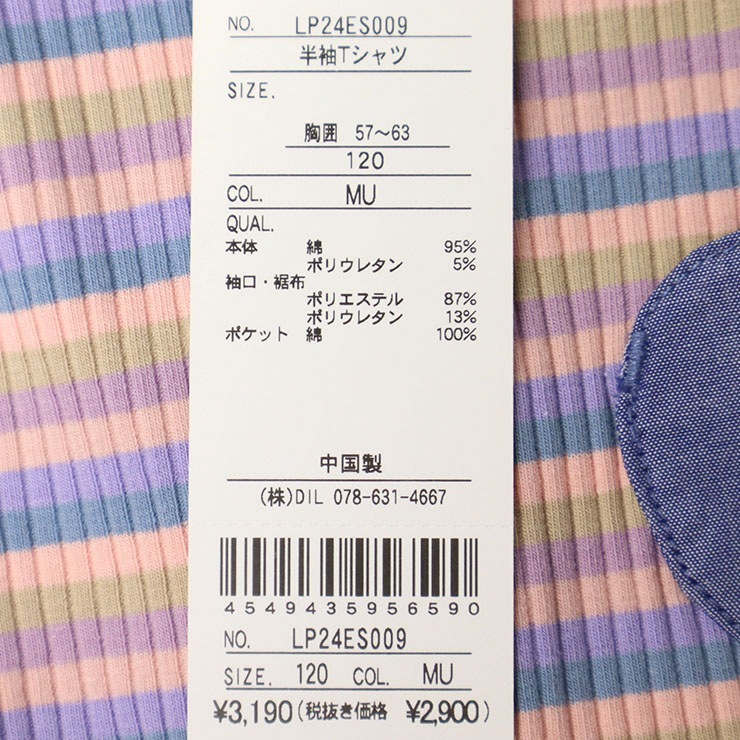 NO. LP24ES009
半袖Tシャツ
SIZE.
胸囲 57～63
120
COL. MU
QUAL.
本体 綿 95%
ポリウレタン 5%
袖口・裾布
ポリエステル 87%
ポリウレタン 13%
ポケット 綿 100%
中国製
(株)DIL 078-631-4667
4549435956590
NO. LP24ES009
SIZE. 120 COL. MU
¥3,190(税抜き価格 ¥2,900)